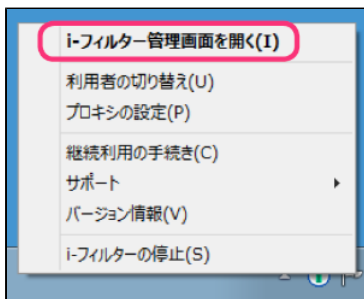 i-フィルター管理画面を開く(I)
利用者の切り替え(U)
プロキシの設定(P)
継続利用の手続き(C)
サポート
バージョン情報(V)
i-フィルターの停止(S)